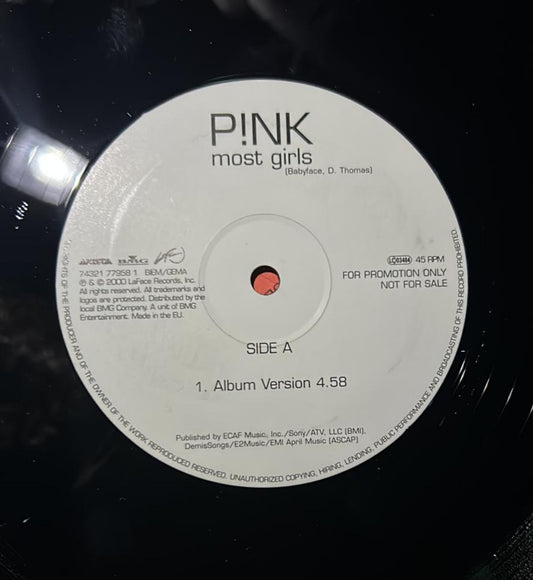 P!NK
most girls
(Babyface, D. Thomas)
ARISTA BMG
74321 77958 1 BIEM/GEMA
℗ & © 2000 LaFace Records, Inc.
All rights reserved. All trademarks and
logos are protected. Distributed by the
local BMG Company. A unit of BMG
Entertainment. Made in the EU.
LC03484 45 RPM
FOR PROMOTION ONLY
NOT FOR SALE
SIDE A
1. Album Version 4.58
Published by ECAF Music, Inc./Sony/ATV, LLC (BMI),
DemisSongs/E2Music/EMI April Music (ASCAP)
RIGHTS OF THE PRODUCER AND OF THE OWNER OF THE WORK REPRODUCED RESERVED. UNAUTHORIZED COPYING, HIRING, LENDING, PUBLIC PERFORMANCE AND BROADCASTING OF THIS RECORD PROHIBITED.